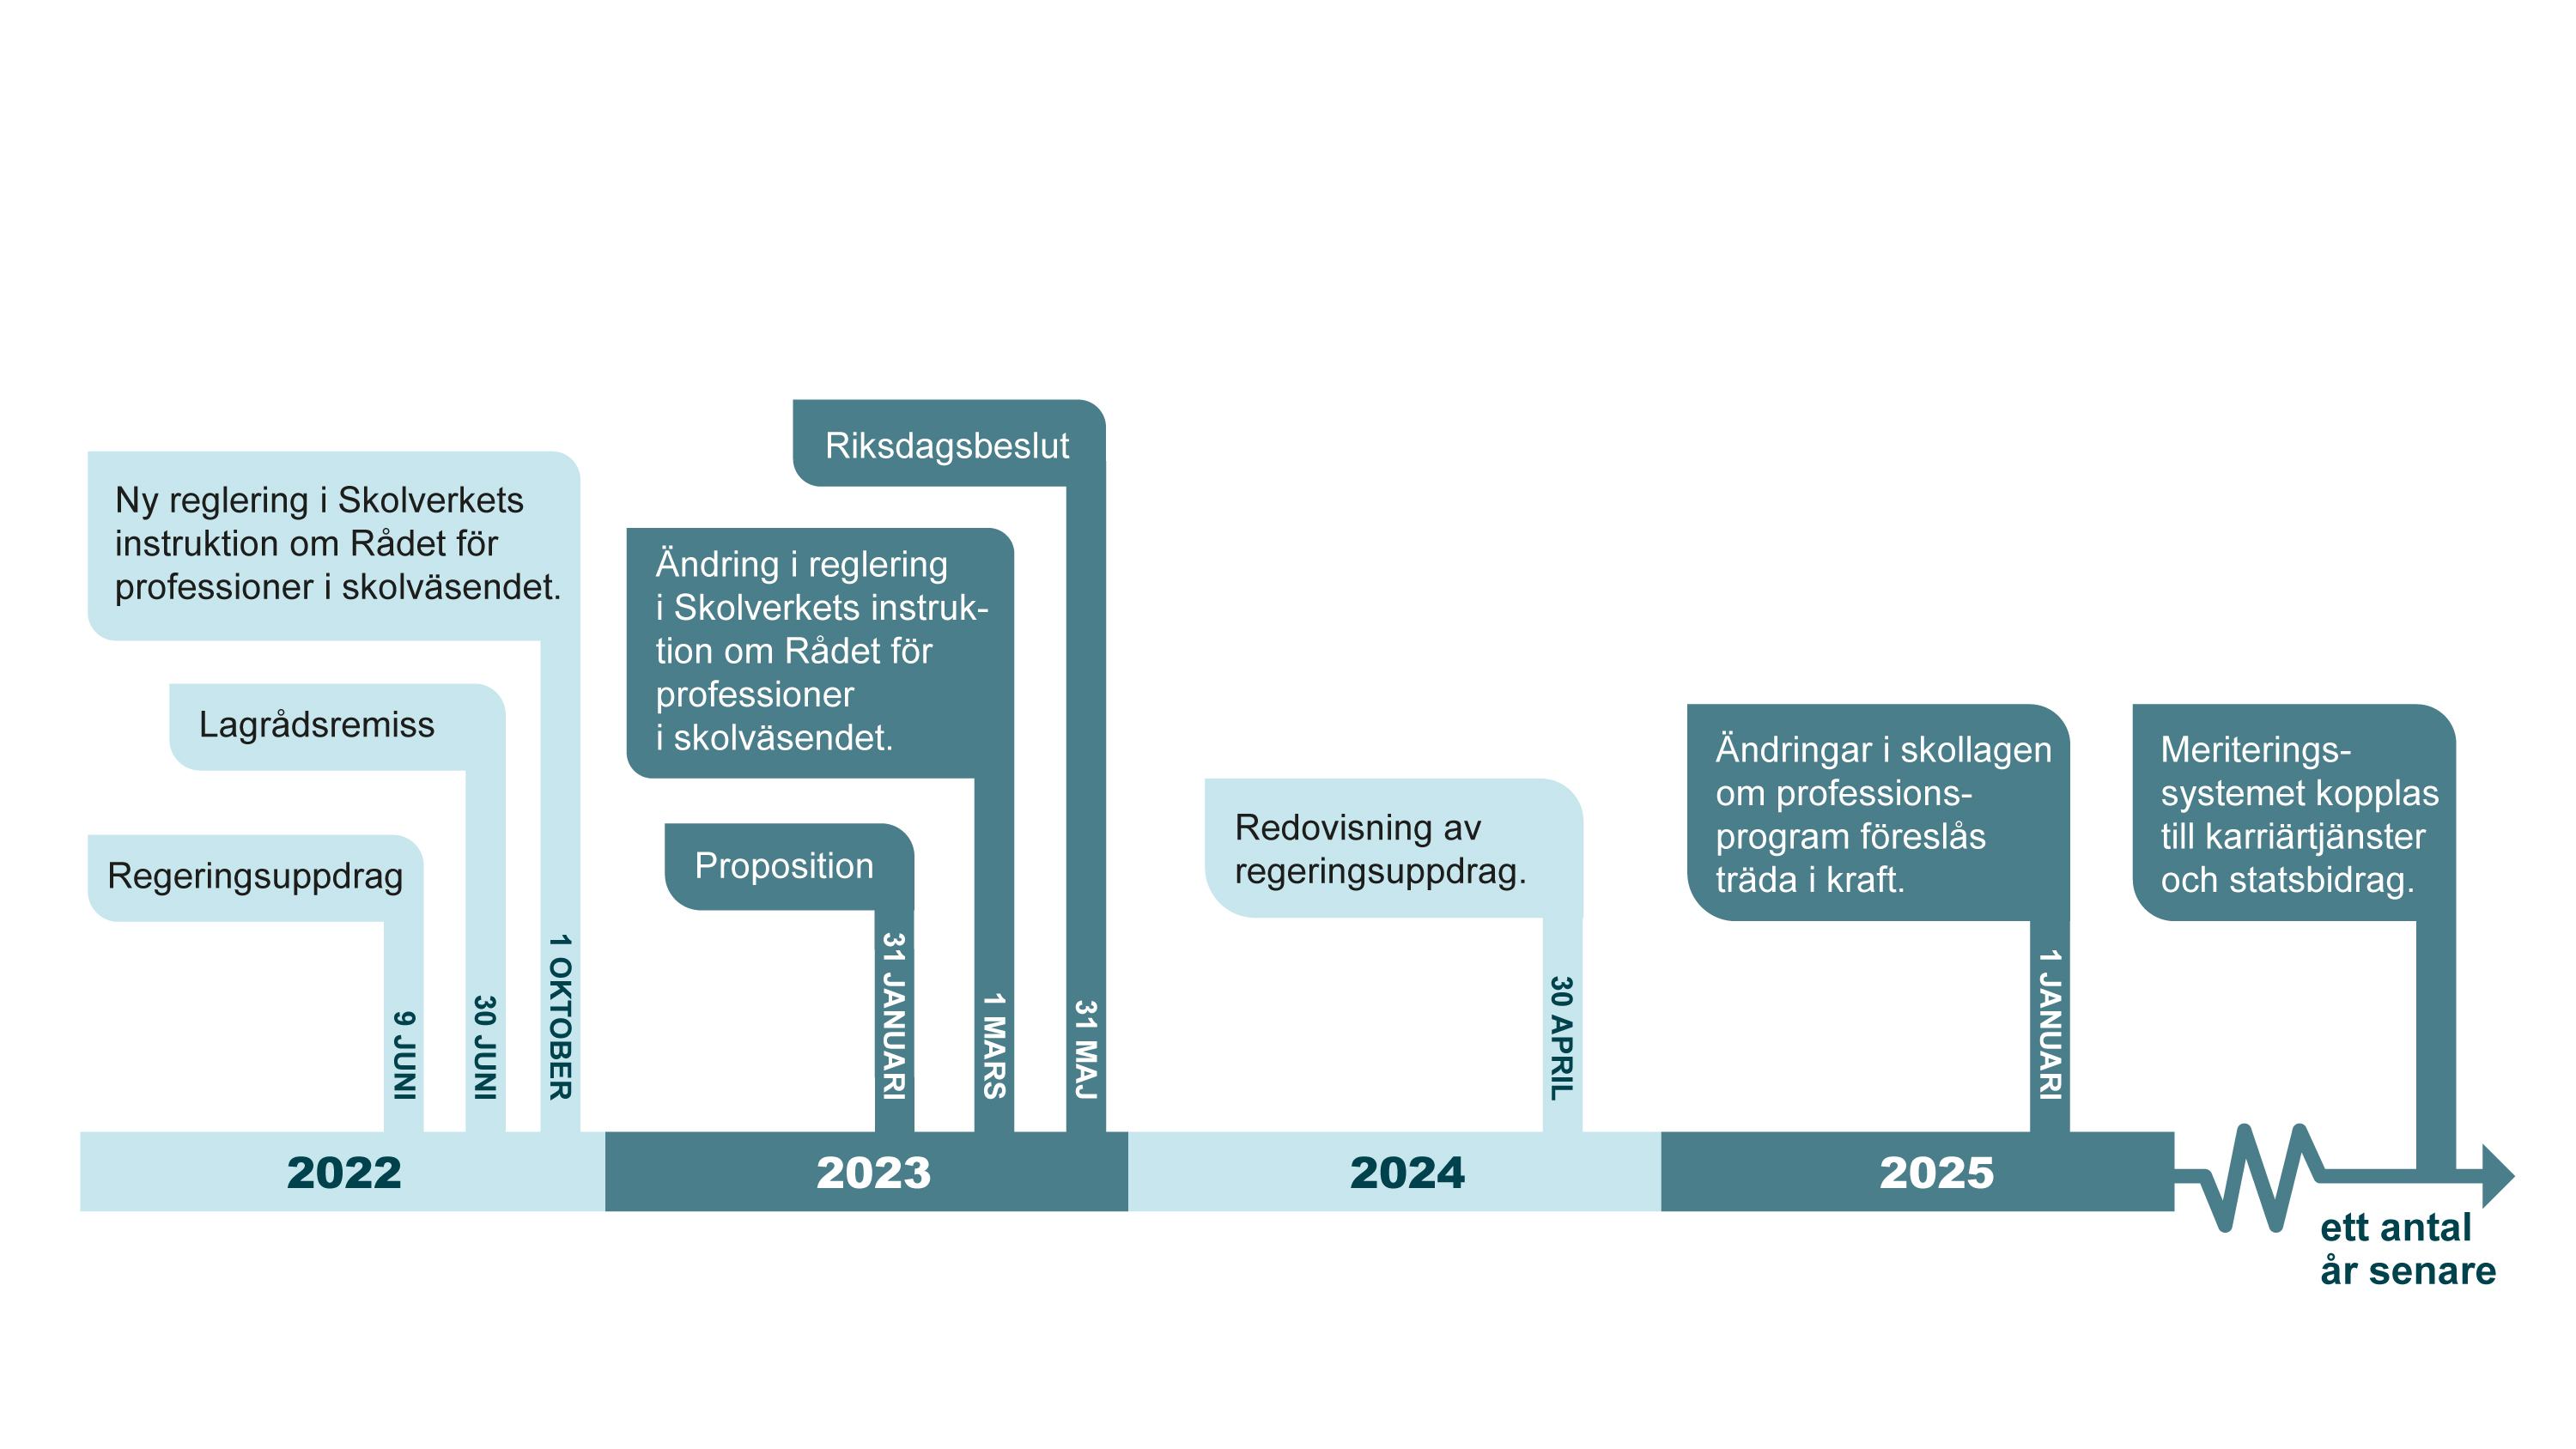 Riksdagsbeslut
Ny reglering i Skolverkets
instruktion om Rådet för
professioner i skolväsendet.
Ändring i reglering
i Skolverkets instruk-
tion om Rådet för
professioner
i skolväsendet.
Lagrådsremiss
Regeringsuppdrag
Proposition
Redovisning av
regeringsuppdrag.
Ändringar i skollagen
om professions-
program föreslås
träda i kraft.
Meriterings-
systemet kopplas
till karriärtjänster
och statsbidrag.
9 JUNI
30 JUNI
1 OKTOBER
31 JANUARI
1 MARS
31 MAJ
30 APRIL
1 JANUARI
2022
2023
2024
2025
ett antal
år senare